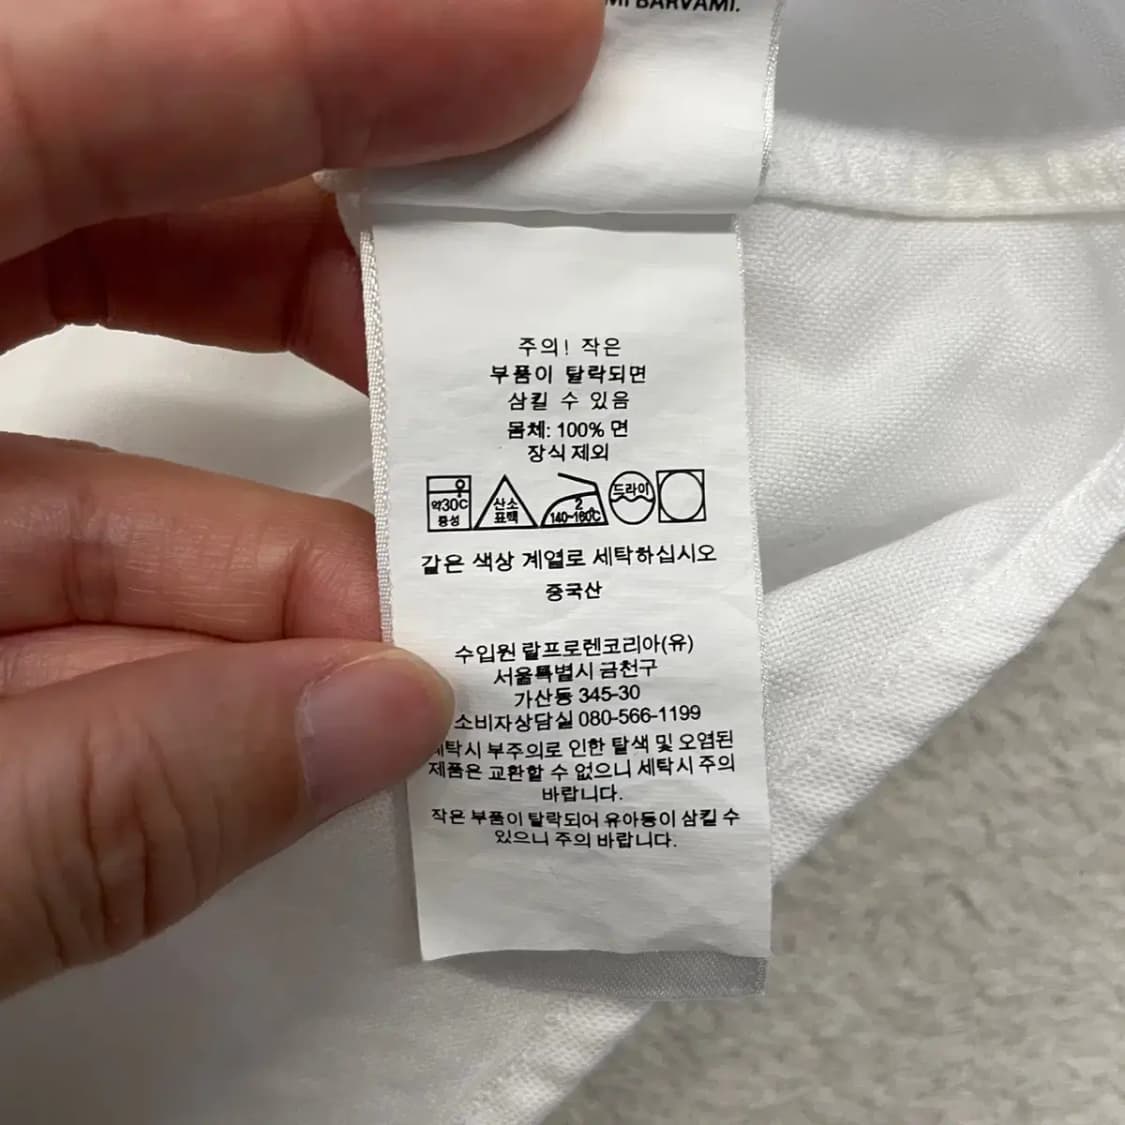 BARVAMI.
주의! 작은
부품이 탈락되면
삼킬 수 있음
몸체: 100% 면
장식 제외
약30C 중성
산소 표백
2 140~160℃
드라이
같은 색상 계열로 세탁하십시오
중국산
수입원 랄프로렌코리아(유)
서울특별시 금천구
가산동 345-30
소비자상담실 080-566-1199
세탁시 부주의로 인한 탈색 및 오염된
제품은 교환할 수 없으니 세탁시 주의
바랍니다.
작은 부품이 탈락되어 유아동이 삼킬 수
있으니 주의 바랍니다.